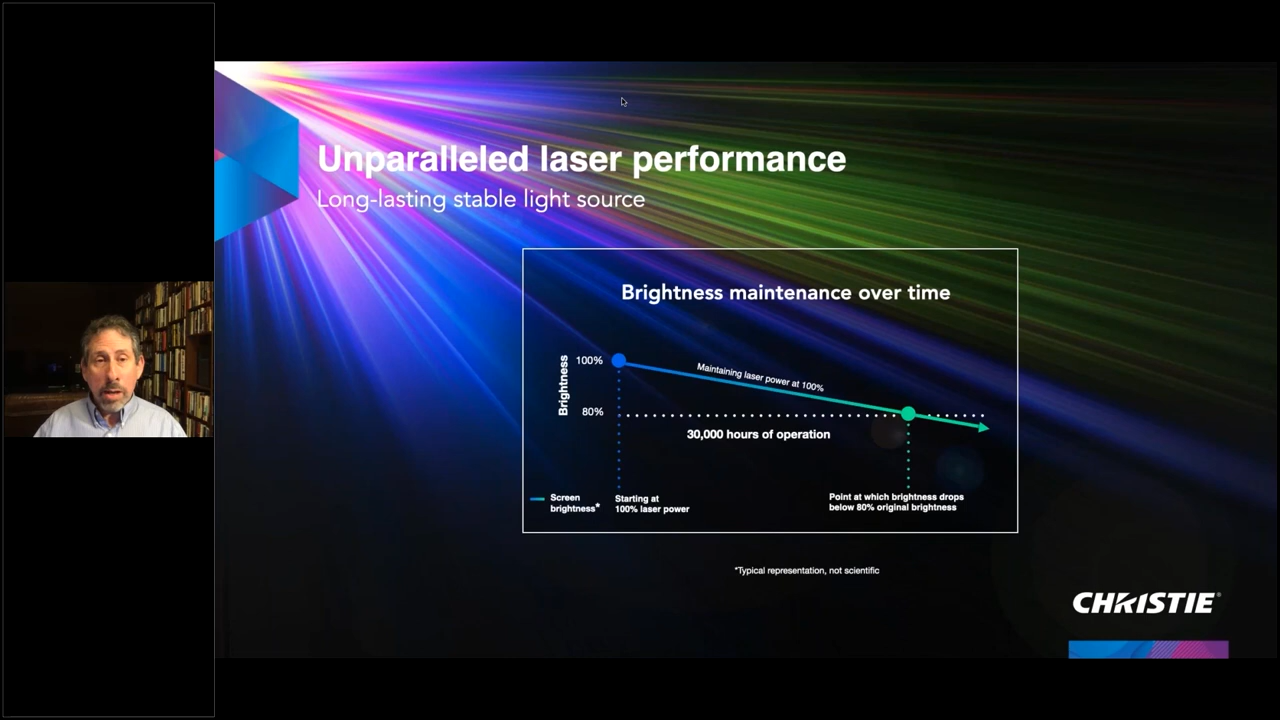 Unparalleled laser performance
Long-lasting stable light source
Brightness maintenance over time
Brightness
100%
Maintaining laser power at 100%
80%
30,000 hours of operation
Screen
brightness*
Starting at
100% laser power
Point at which brightness drops
below 80% original brightness
*Typical representation, not scientific
CHRISTIE®